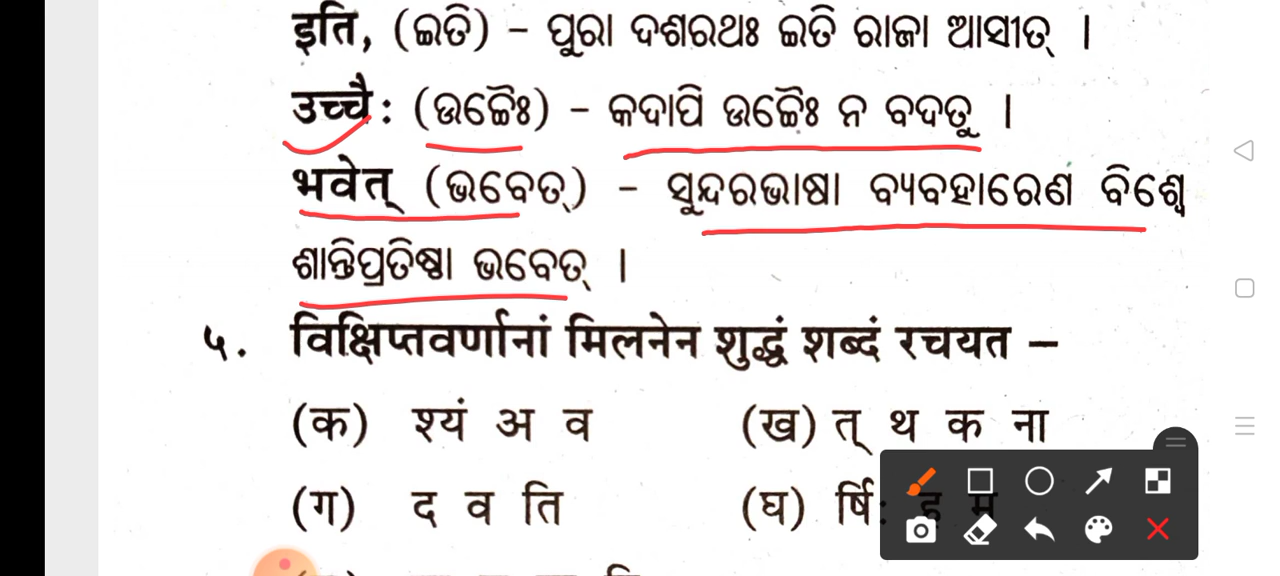 इति, (ଇତି) – ପୁରା ଦଶରଥଃ ଇତି ରାଜା ଆସୀତ୍ ।
उच्चैः (ଉଚ୍ଚୈଃ) – କଦାପି ଉଚ୍ଚୈଃ ନ ବଦତୁ ।
भवेत् (ଭବେତ୍) – ସୁନ୍ଦରଭାଷା ବ୍ୟବହାରେଣ ବିଶ୍ୱେ
ଶାନ୍ତିପ୍ରତିଷ୍ଠା ଭବେତ୍ ।
५. विक्षिप्तवर्णानां मिलनेन शुद्धं शब्दं रचयत –
(क) श्यं अ व (ख) त् थ क ना
(ग) द व ति (घ) र्षिः ह म